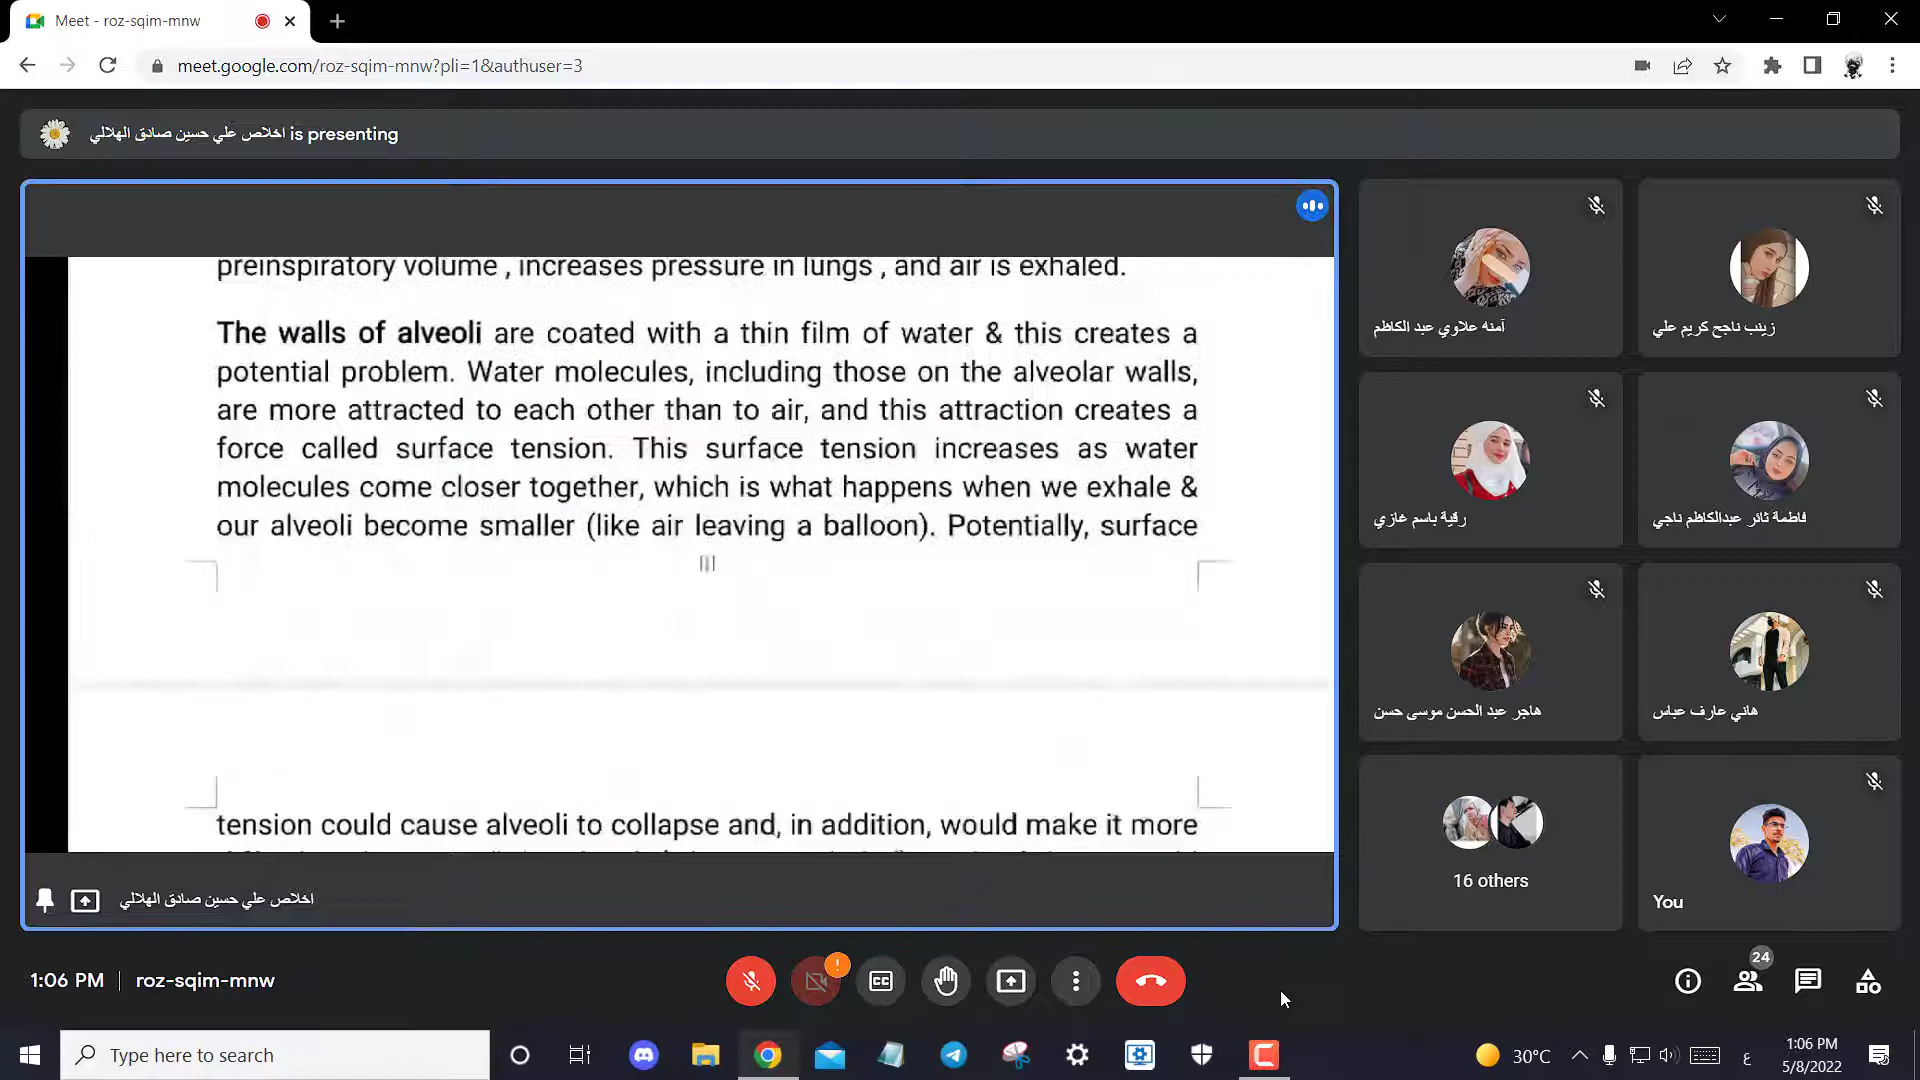 Meet - roz-sqim-mnw
meet.google.com/roz-sqim-mnw?pli=1&authuser=3
اخلاص علي حسين صادق الهلالي is presenting
preinspiratory volume , increases pressure in lungs , and air is exhaled.
The walls of alveoli are coated with a thin film of water & this creates a
potential problem. Water molecules, including those on the alveolar walls,
are more attracted to each other than to air, and this attraction creates a
force called surface tension. This surface tension increases as water
molecules come closer together, which is what happens when we exhale &
our alveoli become smaller (like air leaving a balloon). Potentially, surface
tension could cause alveoli to collapse and, in addition, would make it more
اخلاص علي حسين صادق الهلالي
آمنه علاوي عبد الكاظم
زينب ناجح كريم علي
رقية باسم غازي
فاطمة ثائر عبدالكاظم ناجي
هاجر عبد الحسن موسى حسن
هاني عارف عباس
16 others
You
1:06 PM | roz-sqim-mnw
CC
24
Type here to search
30°C
ع
1:06 PM
5/8/2022